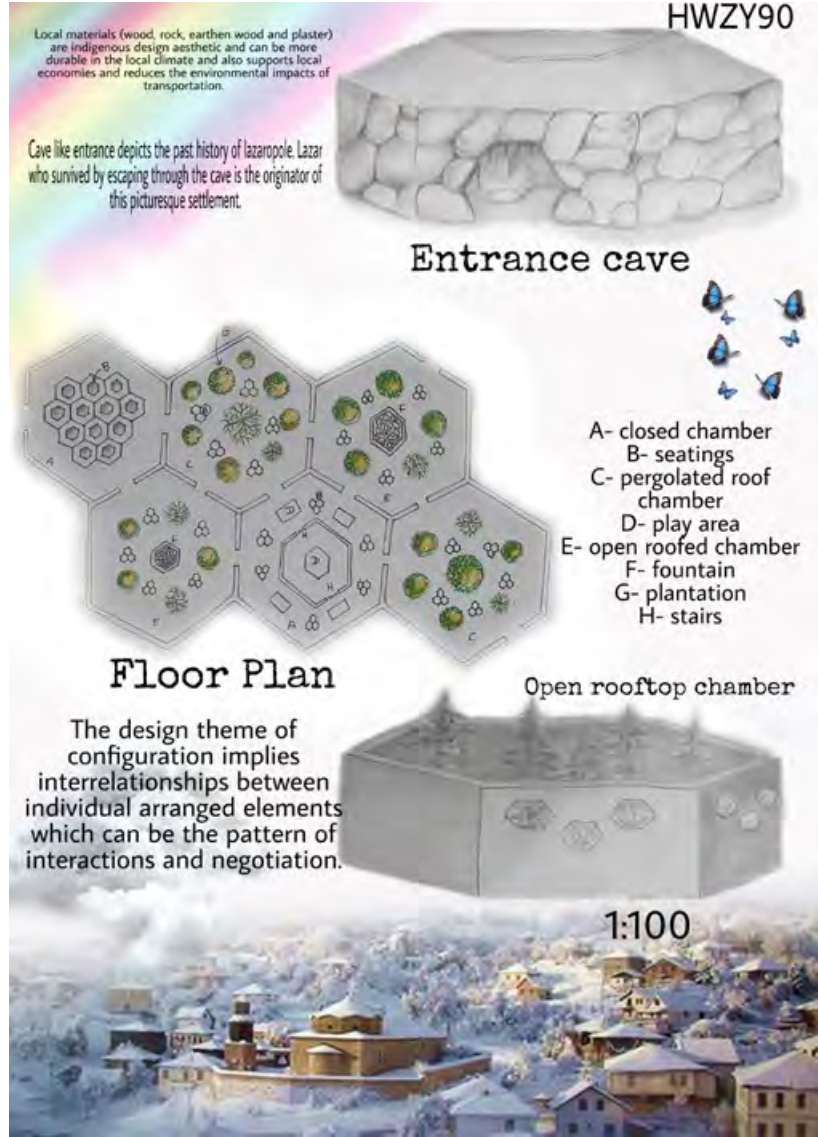 HWZY90
Local materials (wood, rock, earthen wood and plaster)
are indigenous design aesthetic and can be more
durable in the local climate and also supports local
economies and reduces the environmental impacts of
transportation.
Cave like entrance depicts the past history of lazaropole. Lazar
who survived by escaping through the cave is the originator of
this picturesque settlement.
Entrance cave
G
B
A
C
F
E
B
D
H
D
H
A
F
E
C
A- closed chamber
B- seatings
C- pergolated roof
chamber
D- play area
E- open roofed chamber
F- fountain
G- plantation
H- stairs
Floor Plan
Open rooftop chamber
The design theme of
configuration implies
interrelationships between
individual arranged elements
which can be the pattern of
interactions and negotiation.
1:100